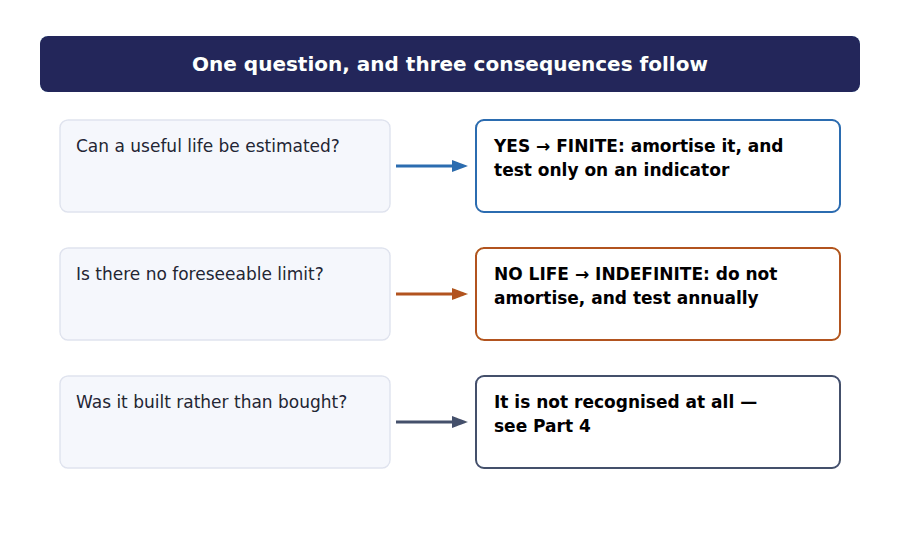 One question, and three consequences follow
Can a useful life be estimated?
YES → FINITE: amortise it, and
test only on an indicator
Is there no foreseeable limit?
NO LIFE → INDEFINITE: do not
amortise, and test annually
Was it built rather than bought?
It is not recognised at all —
see Part 4